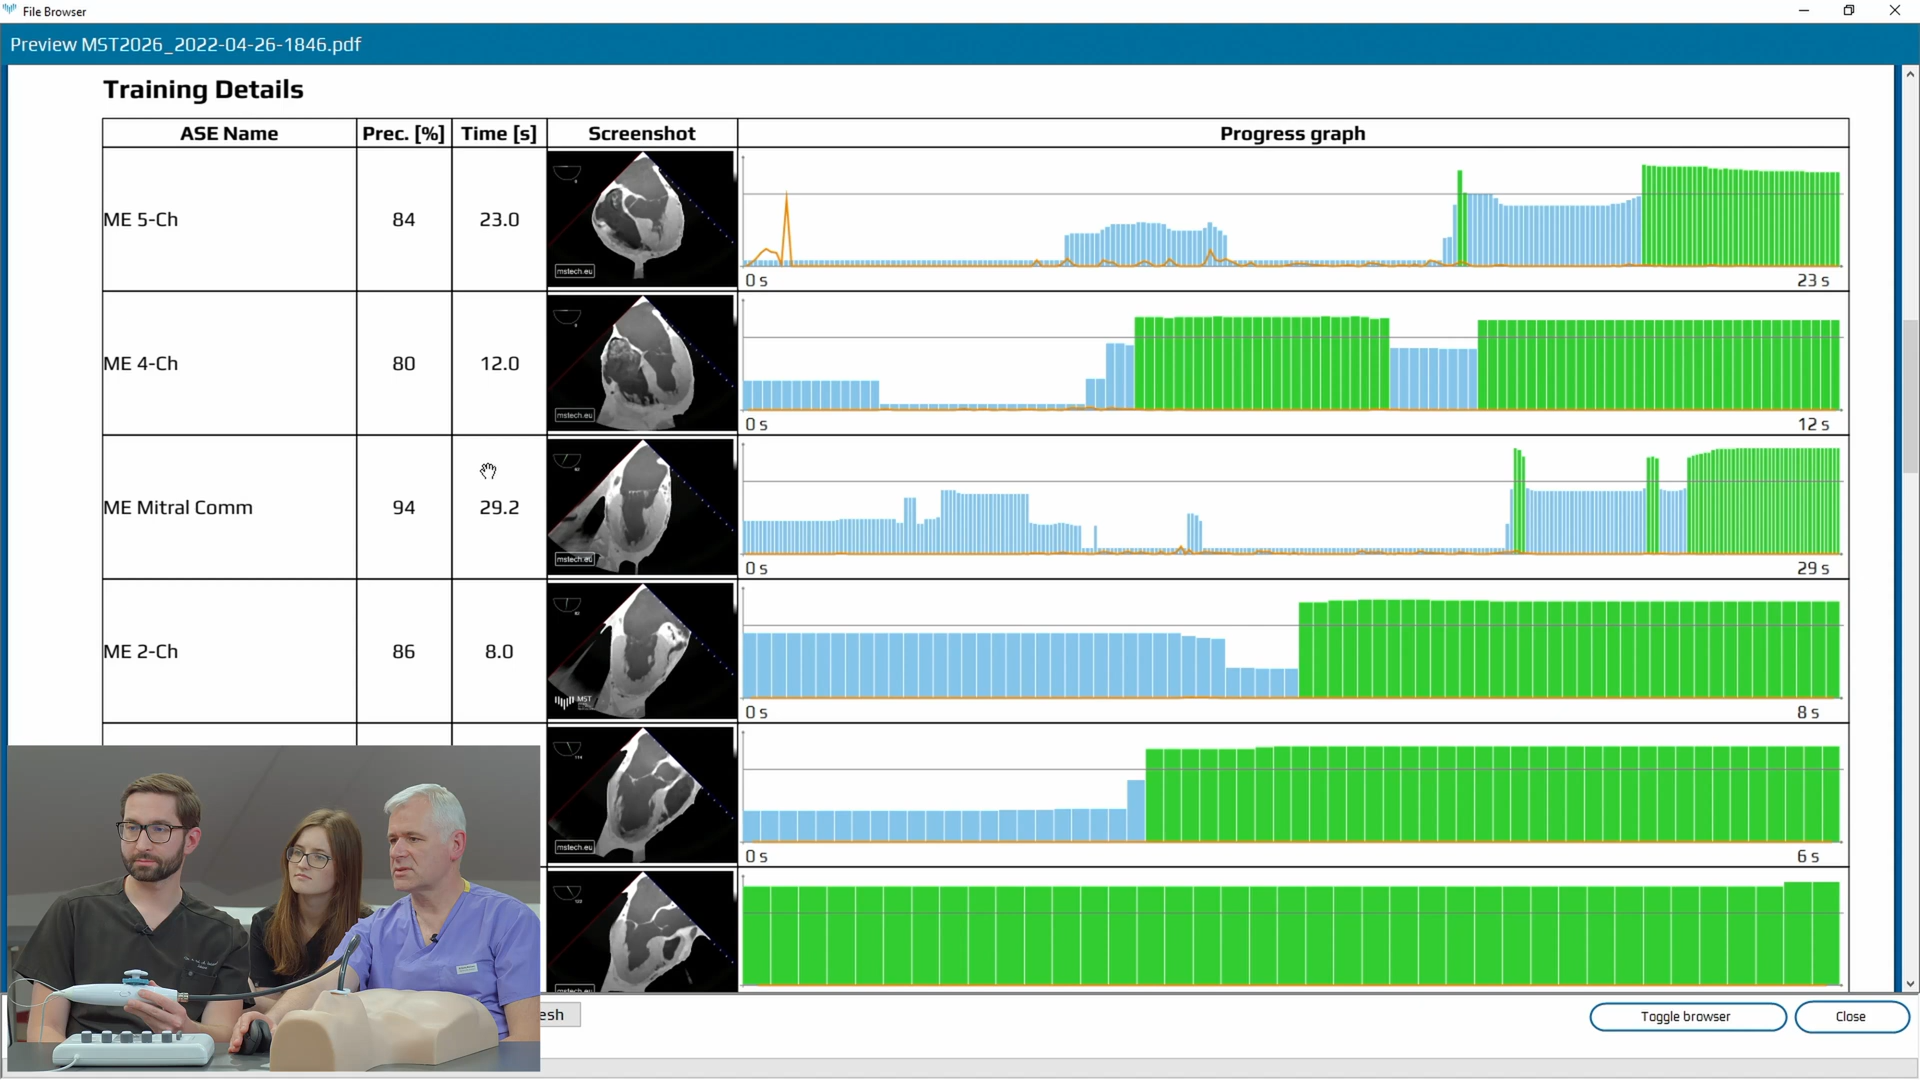 File Browser
Preview MST2026_2022-04-26-1846.pdf
Training Details
ASE Name Prec. [%] Time [s] Screenshot Progress graph
ME 5-Ch 84 23.0
mstech.eu
0 s 23 s
ME 4-Ch 80 12.0
mstech.eu
0 s 12 s
ME Mitral Comm 94 29.2
mstech.eu
0 s 29 s
ME 2-Ch 86 8.0
MST
0 s 8 s
mstech.eu
0 s 6 s
mstech.eu
esh
Toggle browser
Close